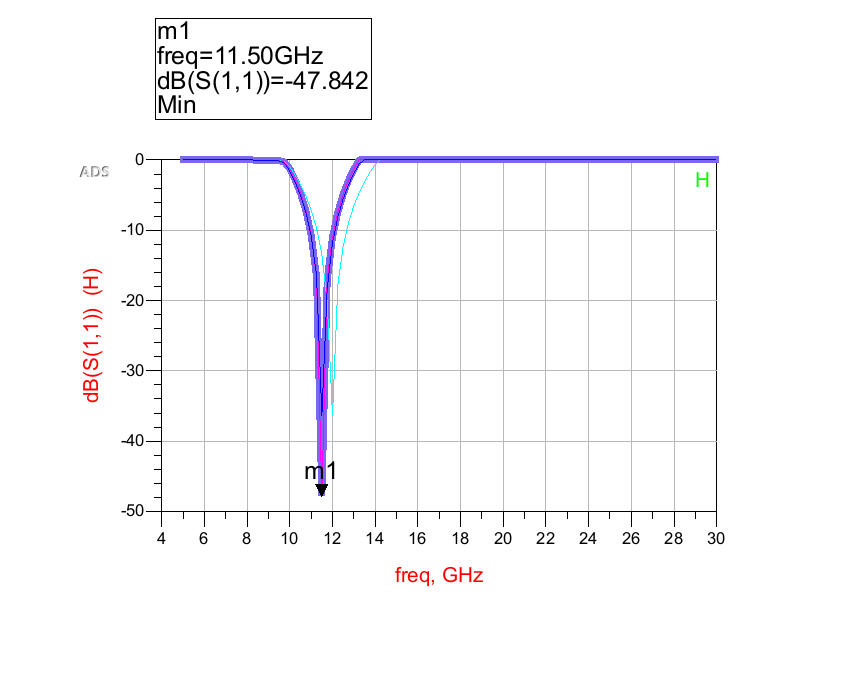 m1
freq=11.50GHz
dB(S(1,1))=-47.842
Min
ADS
H
0
-10
-20
-30
-40
-50
dB(S(1,1)) (H)
m1
4 6 8 10 12 14 16 18 20 22 24 26 28 30
freq, GHz